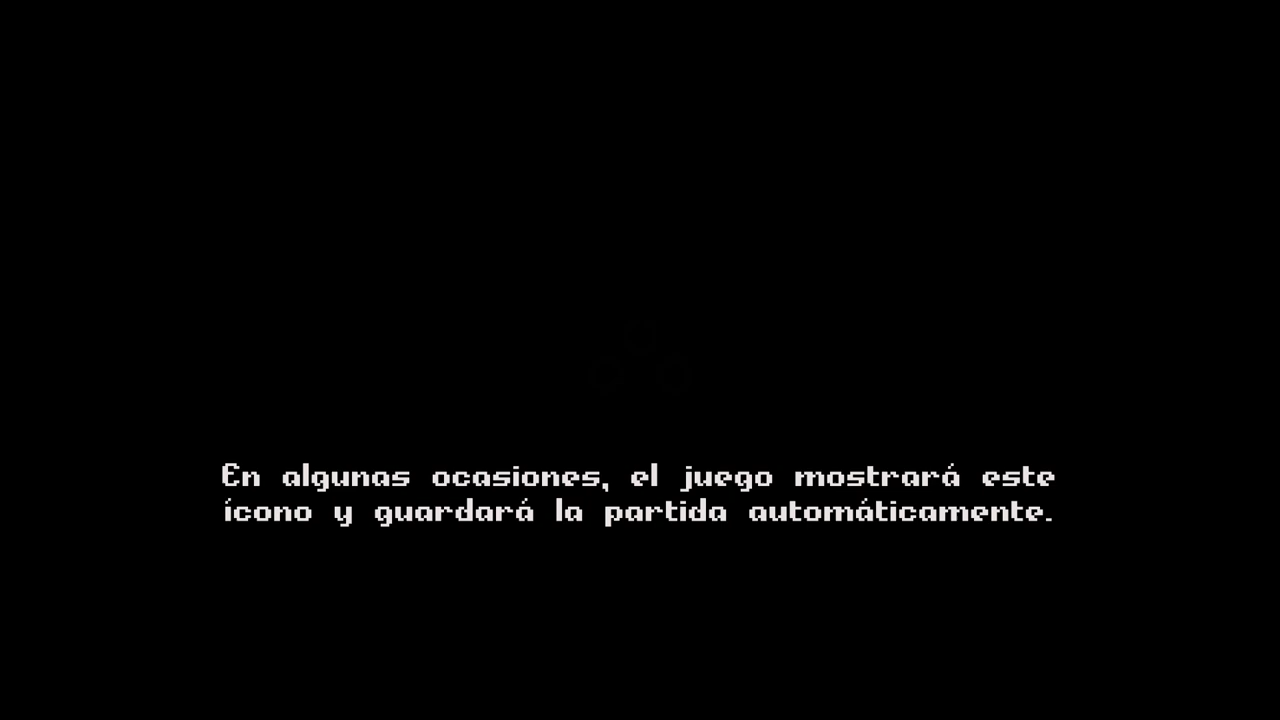 En algunas ocasiones, el juego mostrará este
ícono y guardará la partida automáticamente.